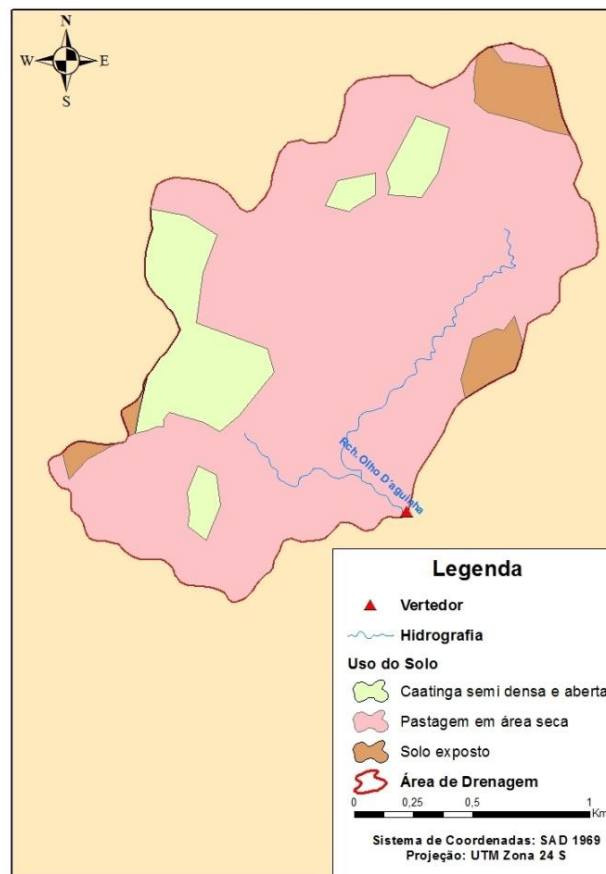 N
W E
S
Rch. Olho D'aguinha
Legenda
Vertedor
Hidrografia
Uso do Solo
Caatinga semi densa e aberta
Pastagem em área seca
Solo exposto
Área de Drenagem
0 0,25 0,5 1
Km
Sistema de Coordenadas: SAD 1969
Projeção: UTM Zona 24 S